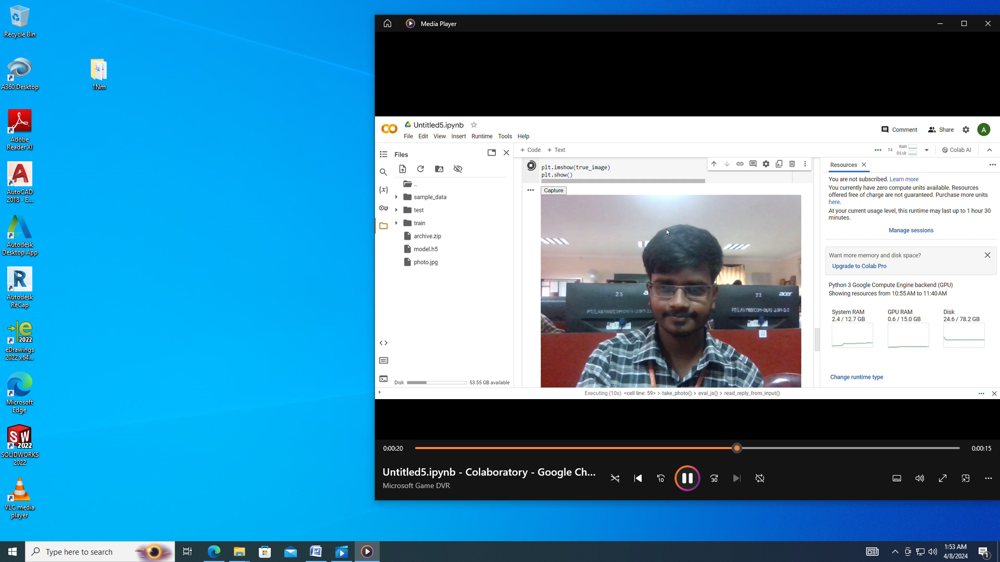 Recycle Bin
A360 Desktop
1Nm
Adobe
Reader XI
AutoCAD
2018 - E...
Autodesk
Desktop App
Autodesk
ReCap
2022
eDrawings
2022 x64...
Microsoft
Edge
SW
2022
SOLIDWORKS
2022
VLC media
player
Media Player
Untitled5.ipynb
Comment
Share
A
File Edit View Insert Runtime Tools Help
Files
+ Code + Text
T4
RAM
Disk
Colab AI
plt.imshow(true_image)
plt.show()
Capture
{x}
..
sample_data
test
train
archive.zip
model.h5
photo.jpg
Disk
53.55 GB available
23
22
acer
22
Resources
You are not subscribed. Learn more
You currently have zero compute units available. Resources
offered free of charge are not guaranteed. Purchase more units
here.
At your current usage level, this runtime may last up to 1 hour 30
minutes.
Manage sessions
Want more memory and disk space?
Upgrade to Colab Pro
Python 3 Google Compute Engine backend (GPU)
Showing resources from 10:55 AM to 11:40 AM
System RAM
2.4 / 12.7 GB
GPU RAM
0.6 / 15.0 GB
Disk
24.6 / 78.2 GB
Change runtime type
Executing (10s) <cell line: 59> > take_photo() > eval_js() > read_reply_from_input()
0:00:20
0:00:15
Untitled5.ipynb - Colaboratory - Google Ch...
Microsoft Game DVR
10
30
Type here to search
1:53 AM
4/8/2024
1